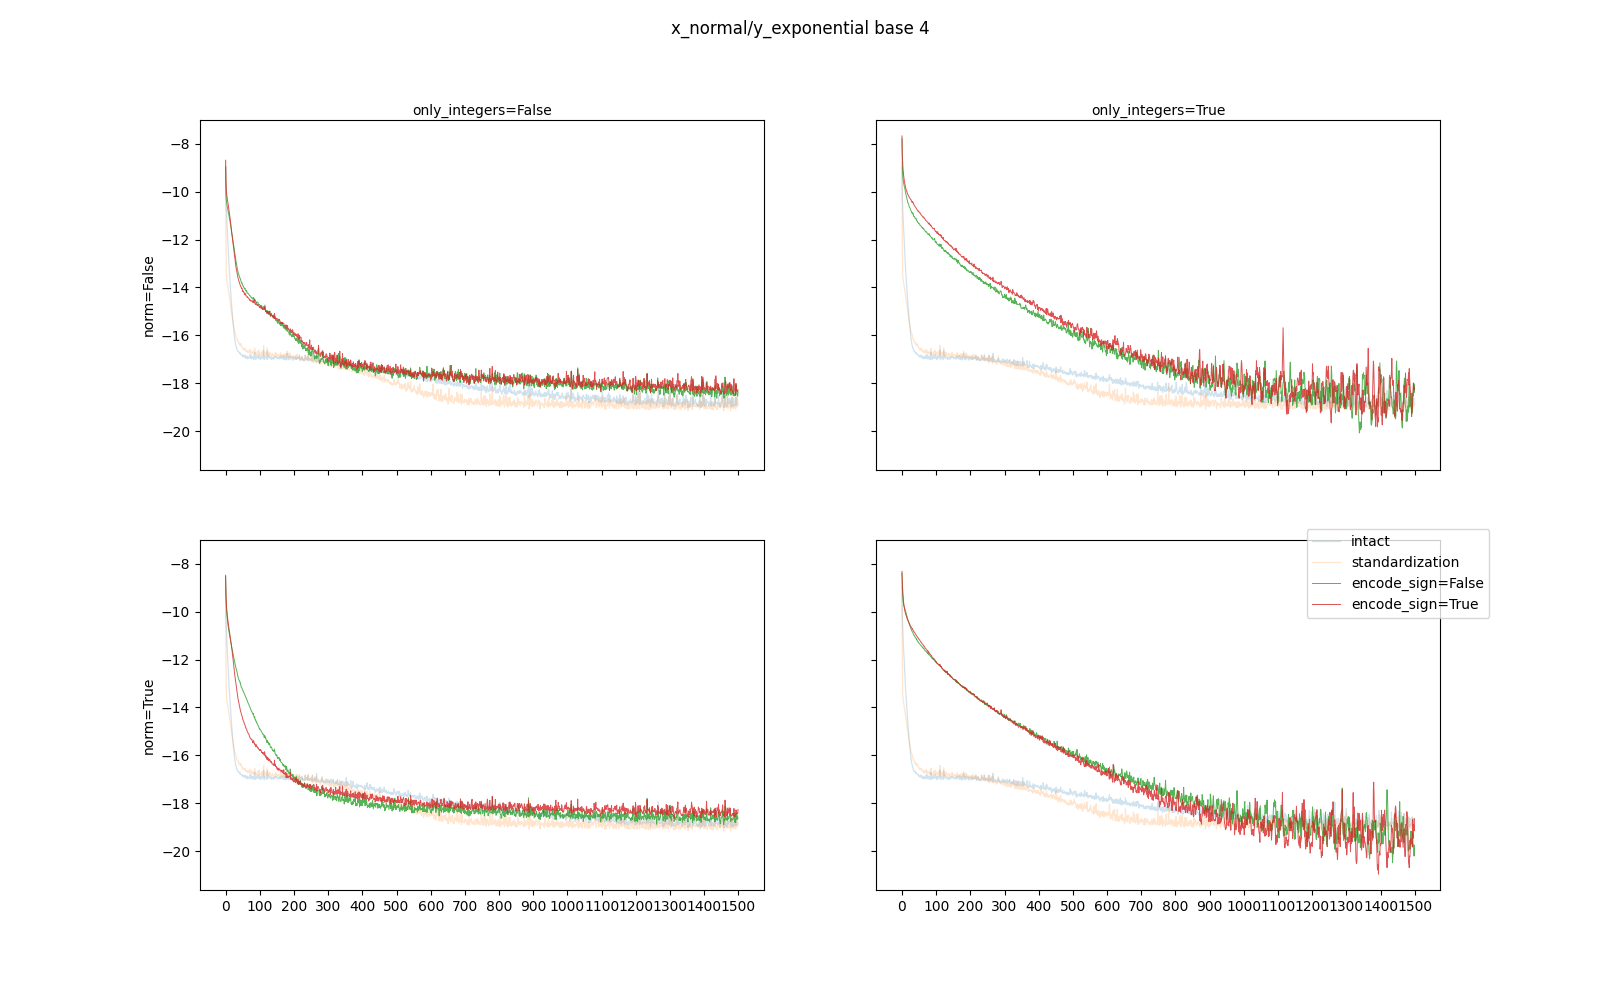 x_normal/y_exponential base 4
only_integers=False
only_integers=True
norm=False
−8
−10
−12
−14
−16
−18
−20
norm=True
−8
−10
−12
−14
−16
−18
−20
intact
standardization
encode_sign=False
encode_sign=True
0 100 200 300 400 500 600 700 800 900 1000 1100 1200 1300 1400 1500
0 100 200 300 400 500 600 700 800 900 1000 1100 1200 1300 1400 1500